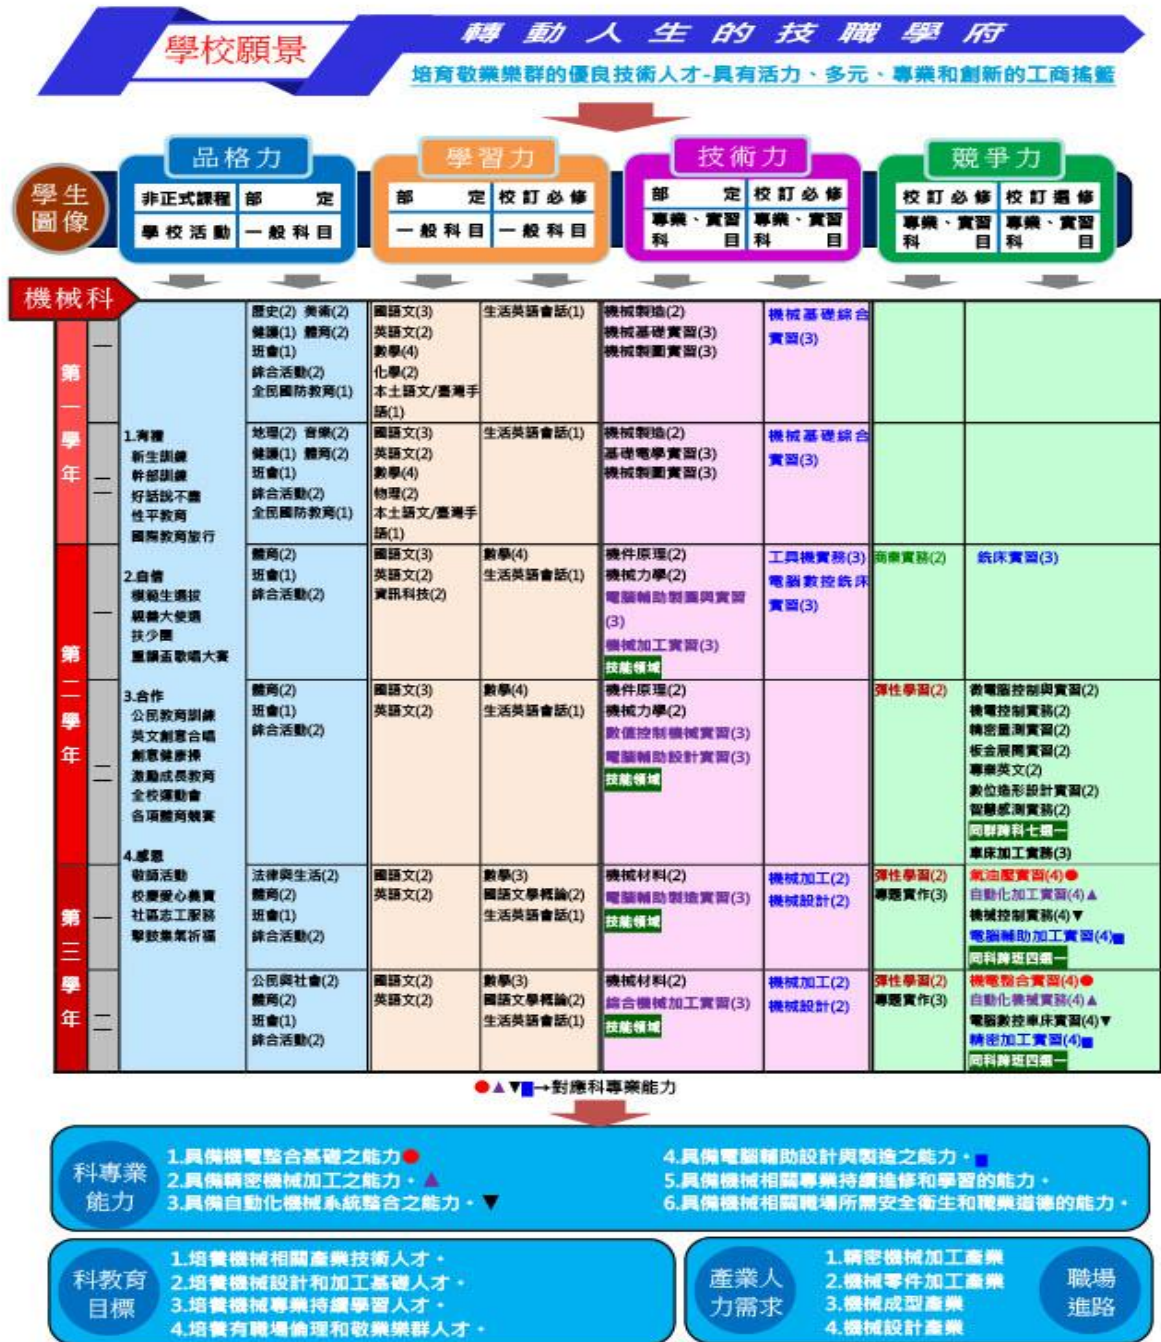 學校願景
轉動人生的技職學府
培育敬業樂群的優良技術人才-具有活力、多元、專業和創新的工商搖籃
學生圖像
品格力
非正式課程 部定
學校活動 一般科目
學習力
部定 校訂必修
一般科目 一般科目
技術力
部定 校訂必修
專業、實習科目 專業、實習科目
競爭力
校訂必修 校訂選修
專業、實習科目 專業、實習科目
機械科
第一學年
一
歷史(2) 美術(2)
健護(1) 體育(2)
班會(1)
綜合活動(2)
全民國防教育(1)
國語文(3)
英語文(2)
數學(4)
化學(2)
本土語文/臺灣手
語(1)
生活英語會話(1)
機械製造(2)
機械基礎實習(3)
機械製圖實習(3)
機械基礎綜合
實習(3)
二
地理(2) 音樂(2)
健護(1) 體育(2)
班會(1)
綜合活動(2)
全民國防教育(1)
國語文(3)
英語文(2)
數學(4)
物理(2)
本土語文/臺灣手
語(1)
生活英語會話(1)
機械製造(2)
基礎電學實習(3)
機械製圖實習(3)
機械基礎綜合
實習(3)
1.有禮
新生訓練
幹部訓練
好話說不盡
性平教育
國際教育旅行
2.自信
模範生選拔
親善大使選
扶少團
重韻盃歌唱大賽
3.合作
公民教育訓練
英文創意合唱
創意健康操
激勵成長教育
全校運動會
各項體育競賽
4.感恩
敬師活動
校慶愛心義賣
社區志工服務
擊鼓集氣祈福
第二學年
一
體育(2)
班會(1)
綜合活動(2)
國語文(3)
英語文(2)
資訊科技(2)
數學(4)
生活英語會話(1)
機件原理(2)
機械力學(2)
電腦輔助製圖與實習
(3)
機械加工實習(3)
技能領域
工具機實務(3)
電腦數控銑床
實習(3)
商業實務(2)
銑床實習(3)
二
體育(2)
班會(1)
綜合活動(2)
國語文(3)
英語文(2)
數學(4)
生活英語會話(1)
機件原理(2)
機械力學(2)
數值控制機械實習(3)
電腦輔助設計實習(3)
技能領域
彈性學習(2)
微電腦控制與實習(2)
機電控制實務(2)
精密量測實習(2)
板金展開實習(2)
專業英文(2)
數位造形設計實習(2)
智慧感測實務(2)
同群跨科七選一
車床加工實務(3)
第三學年
一
法律與生活(2)
體育(2)
班會(1)
綜合活動(2)
國語文(2)
英語文(2)
數學(3)
國語文學概論(2)
生活英語會話(1)
機械材料(2)
電腦輔助製造實習(3)
技能領域
機械加工(2)
機械設計(2)
彈性學習(2)
專題實作(3)
氣油壓實習(4)●
自動化加工實習(4)▲
機械控制實務(4)▼
電腦輔助加工實習(4)■
同科跨班四選一
二
公民與社會(2)
體育(2)
班會(1)
綜合活動(2)
國語文(2)
英語文(2)
數學(3)
國語文學概論(2)
生活英語會話(1)
機械材料(2)
綜合機械加工實習(3)
技能領域
機械加工(2)
機械設計(2)
彈性學習(2)
專題實作(3)
機電整合實習(4)●
自動化機械實務(4)▲
電腦數控車床實習(4)▼
精密加工實習(4)■
同科跨班四選一
●▲▼■→對應科專業能力
科專業能力
1.具備機電整合基礎之能力●
2.具備精密機械加工之能力。▲
3.具備自動化機械系統整合之能力。▼
4.具備電腦輔助設計與製造之能力。■
5.具備機械相關專業持續進修和學習的能力。
6.具備機械相關職場所需安全衛生和職業道德的能力。
科教育目標
1.培養機械相關產業技術人才。
2.培養機械設計和加工基礎人才。
3.培養機械專業持續學習人才。
4.培養有職場倫理和敬業樂群人才。
產業人力需求
1.精密機械加工產業
2.機械零件加工產業
3.機械成型產業
4.機械設計產業
職場進路